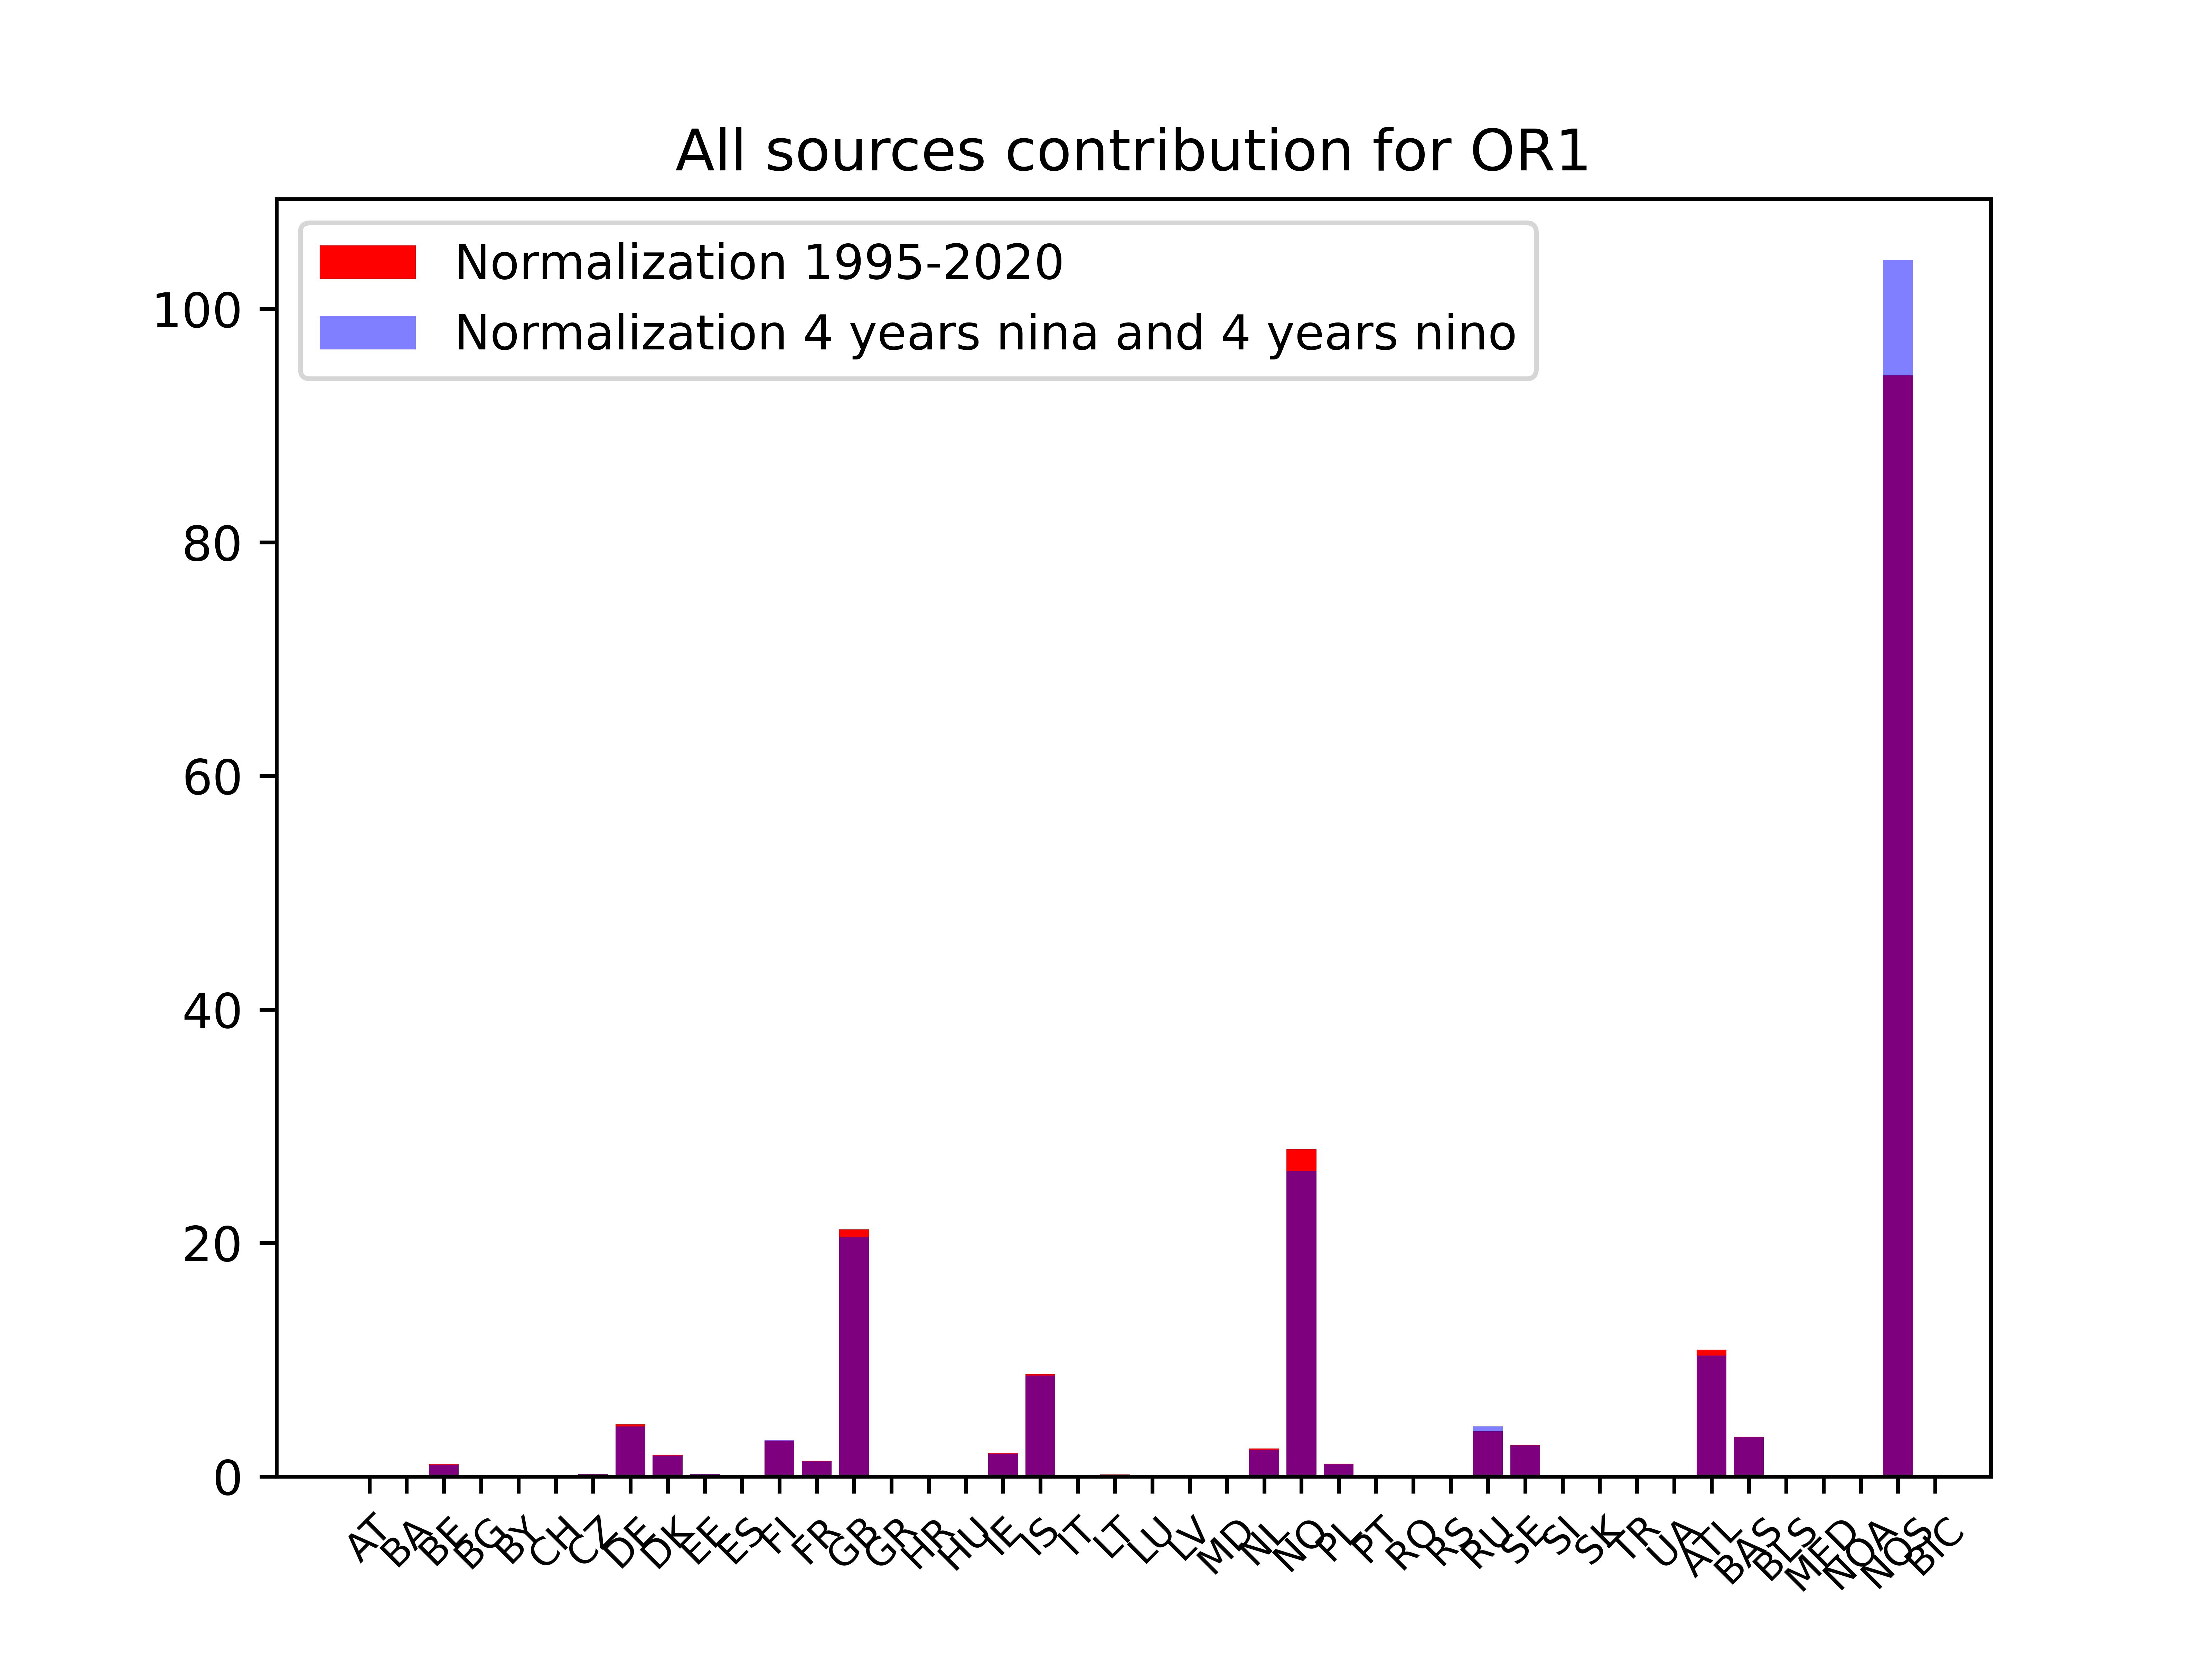 All sources contribution for OR1
Normalization 1995-2020
Normalization 4 years nina and 4 years nino
100
80
60
40
20
0
AT
BA
BE
BG
BY
CH
CZ
DE
DK
EE
ES
FI
FR
GB
GR
HR
HU
IE
IS
IT
LT
LU
LV
MD
NL
NO
PL
PT
RO
RS
RU
SE
SI
SK
TR
UA
ATL
BAS
BLS
MED
NOA
NOS
BIC